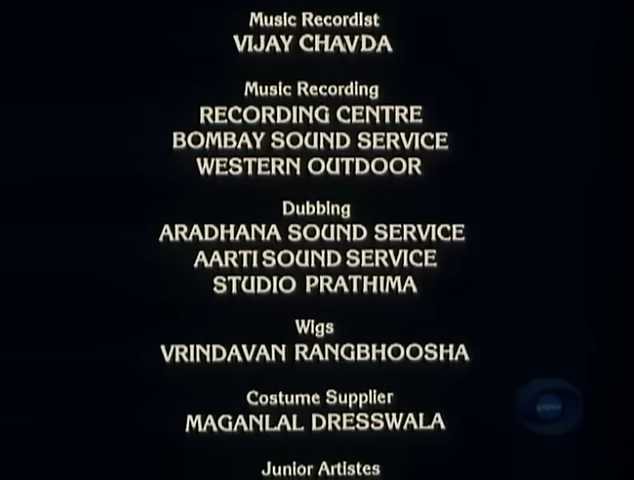 Music Recordist
VIJAY CHAVDA
Music Recording
RECORDING CENTRE
BOMBAY SOUND SERVICE
WESTERN OUTDOOR
Dubbing
ARADHANA SOUND SERVICE
AARTI SOUND SERVICE
STUDIO PRATHIMA
Wigs
VRINDAVAN RANGBHOOSHA
Costume Supplier
MAGANLAL DRESSWALA
Junior Artistes